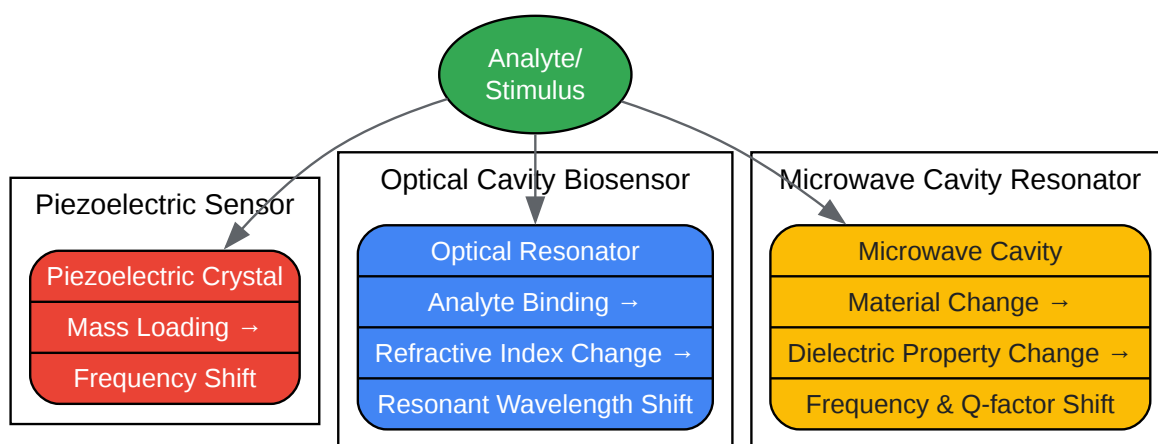 Analyte/
Stimulus
Piezoelectric Sensor
Piezoelectric Crystal
Mass Loading →
Frequency Shift
Optical Cavity Biosensor
Optical Resonator
Analyte Binding →
Refractive Index Change →
Resonant Wavelength Shift
Microwave Cavity Resonator
Microwave Cavity
Material Change →
Dielectric Property Change →
Frequency & Q-factor Shift